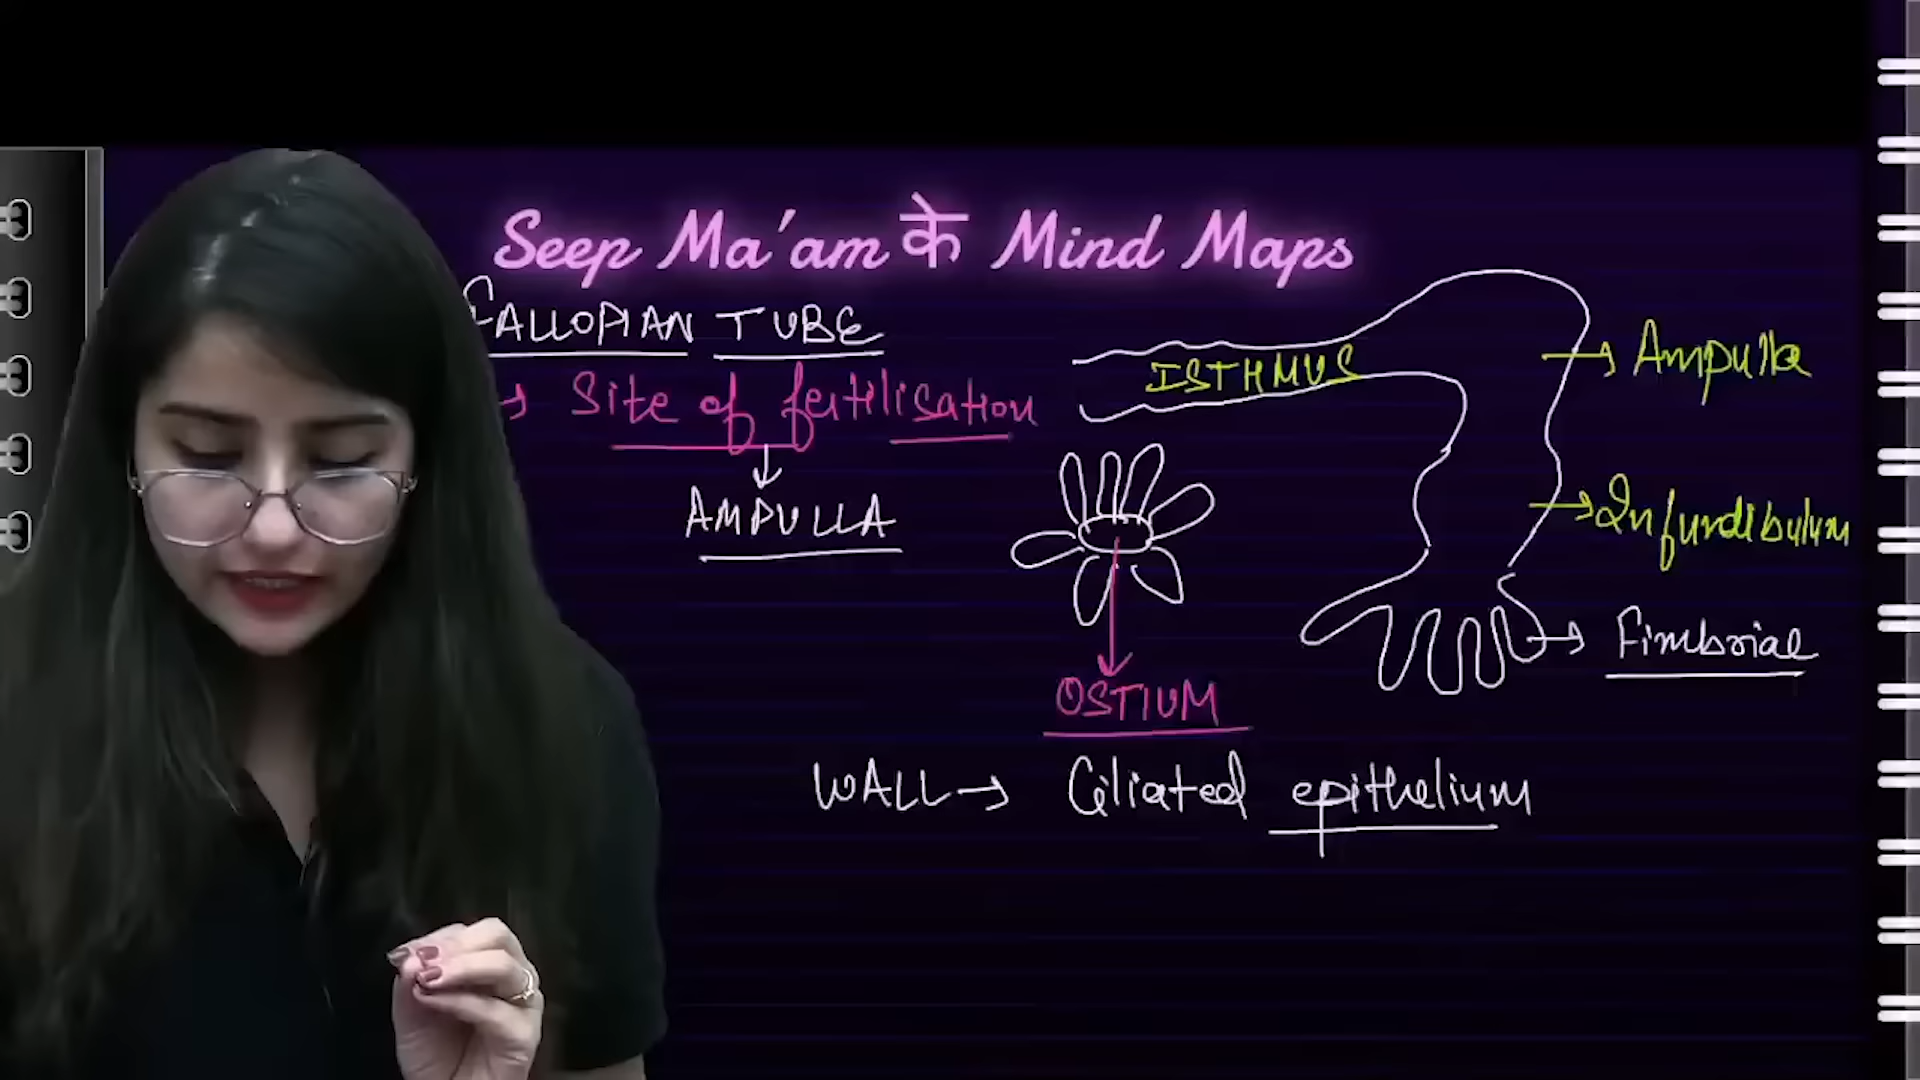 Seep Ma'am के Mind Maps
FALLOPIAN TUBE
→ Site of fertilisation
↓
AMPULLA
ISTHMUS
→ Ampulla
→ Infundibulum
→ Fimbriae
OSTIUM
WALL → Ciliated epithelium